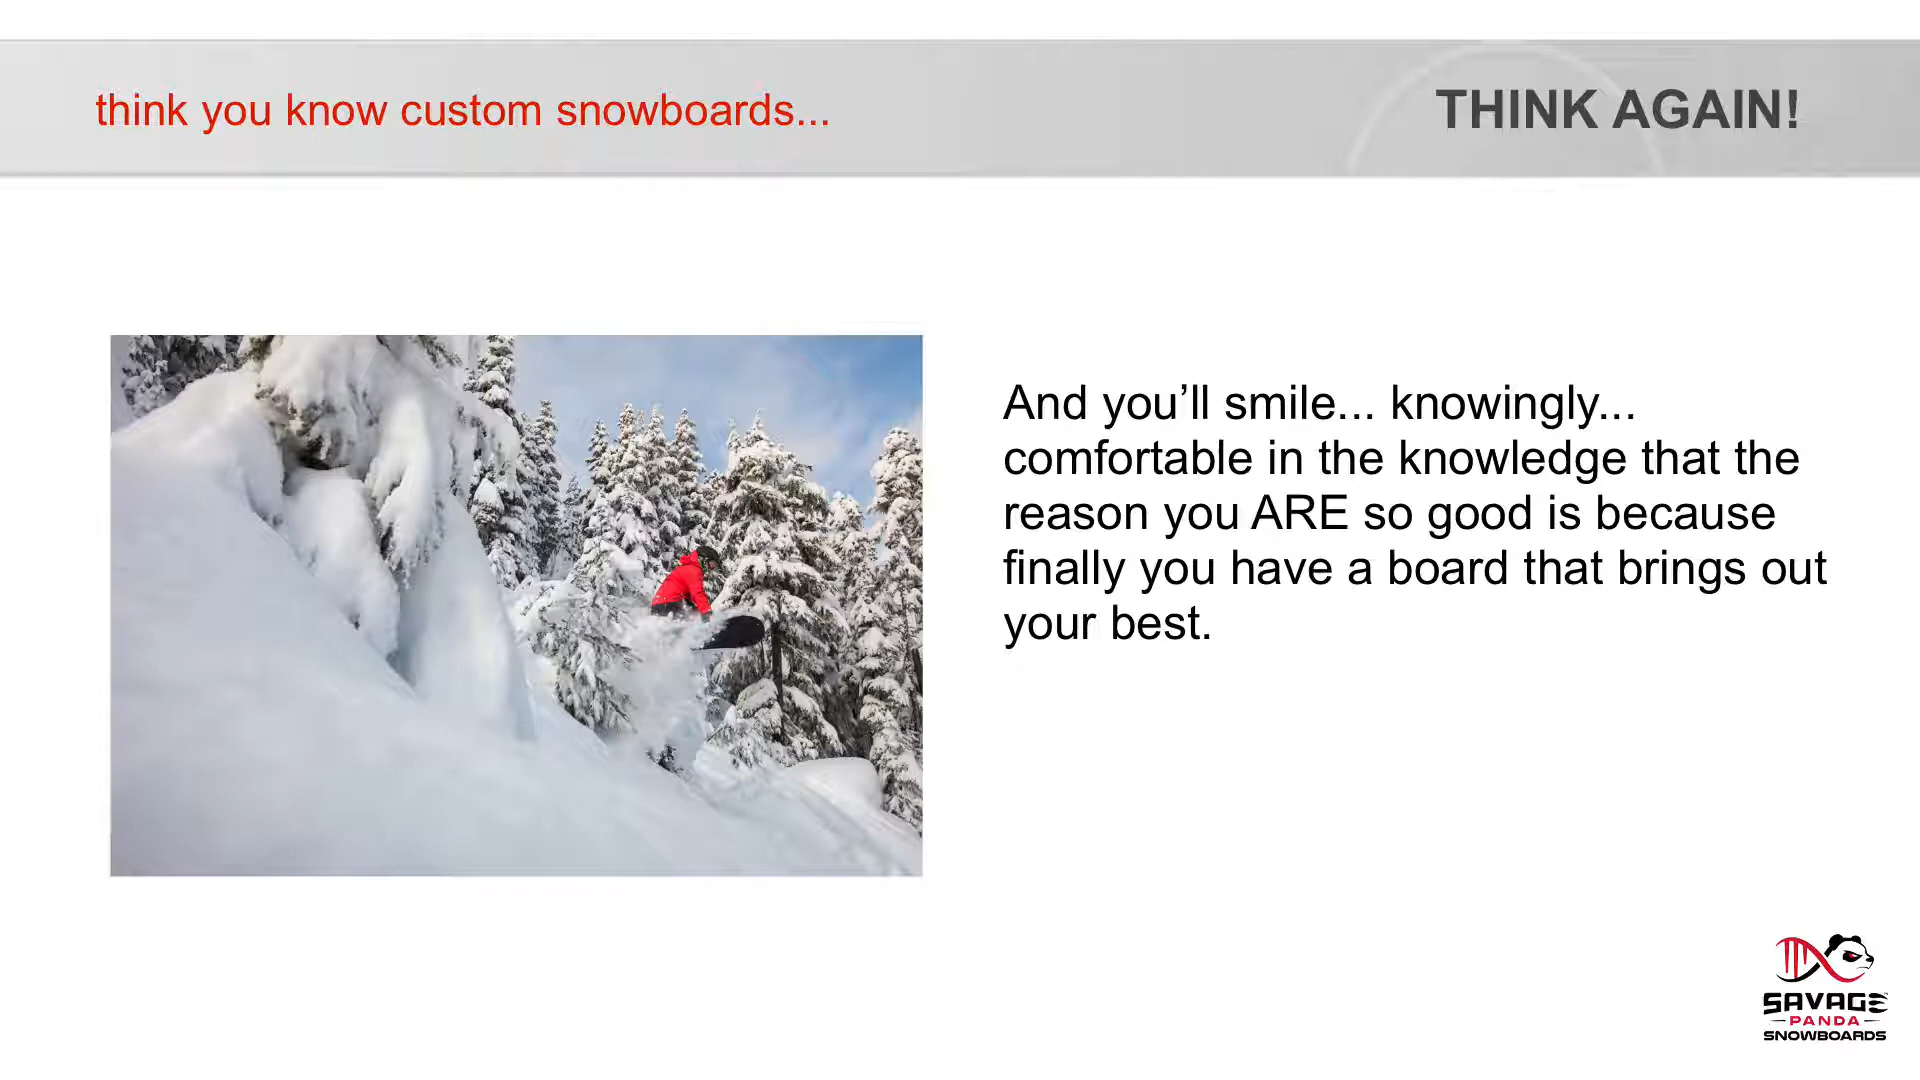 think you know custom snowboards...
THINK AGAIN!
And you’ll smile... knowingly...
comfortable in the knowledge that the
reason you ARE so good is because
finally you have a board that brings out
your best.
SAVAGE
PANDA
SNOWBOARDS